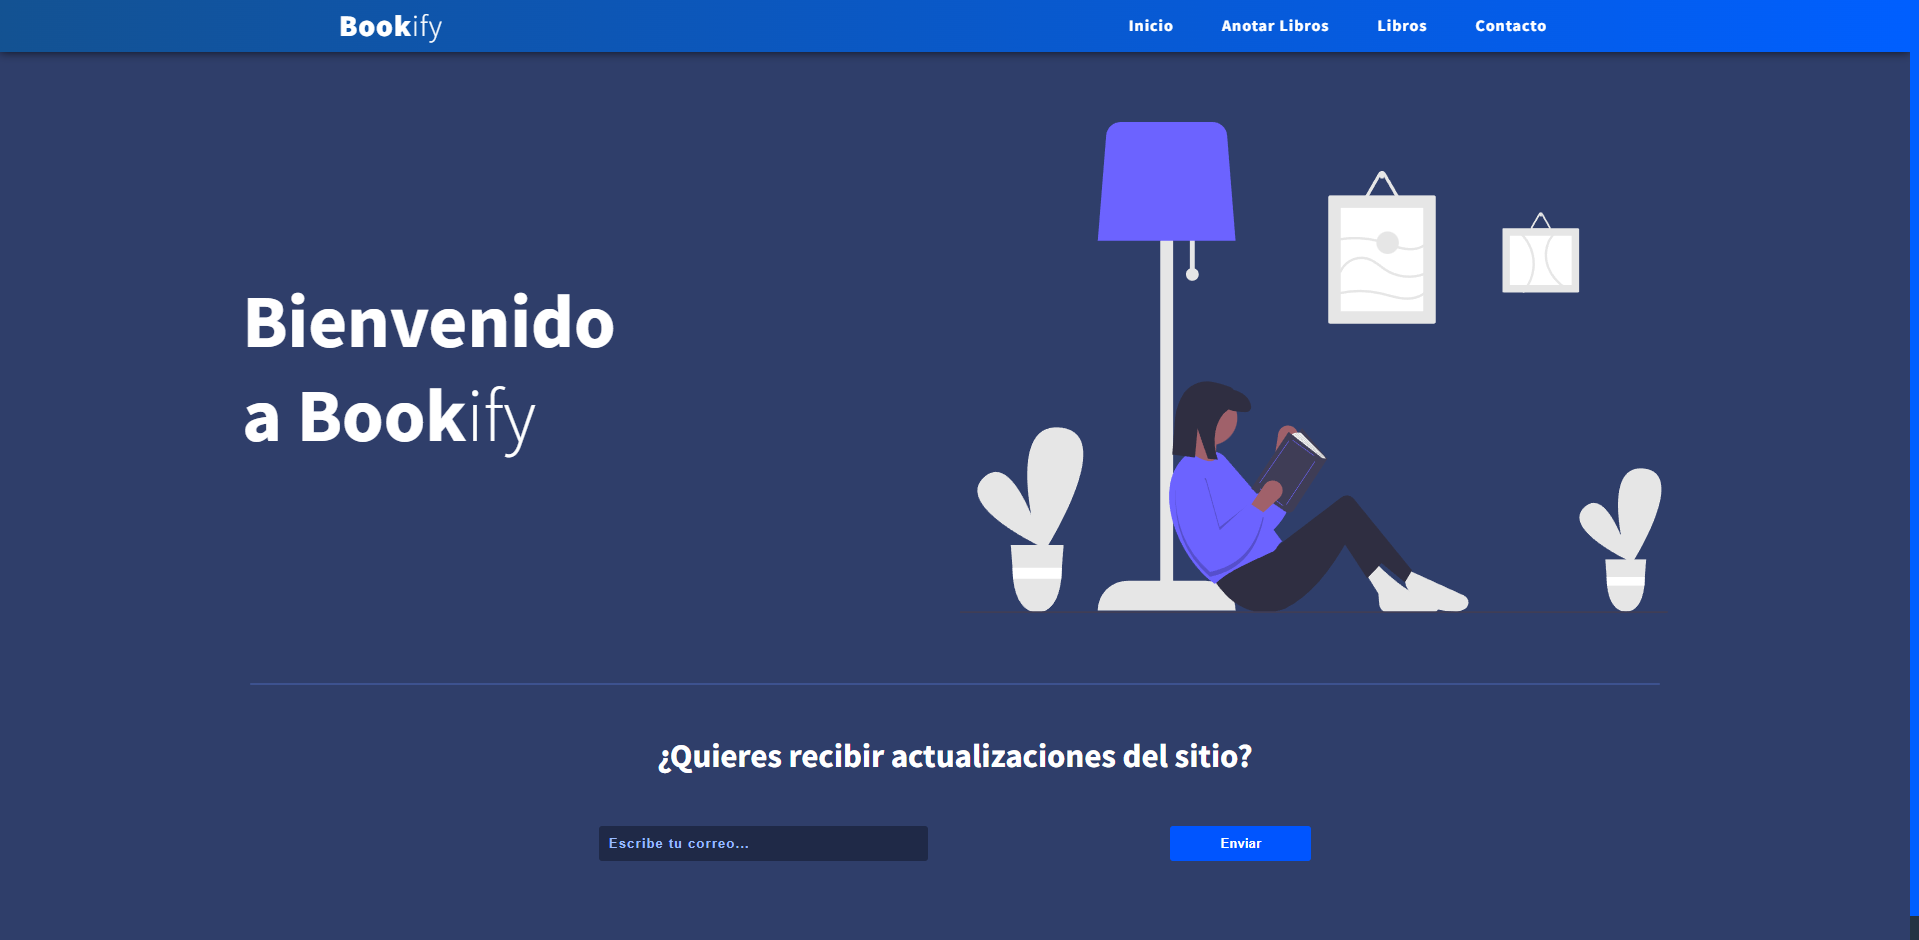 Bookify
Inicio Anotar Libros Libros Contacto
Bienvenido
a Bookify
¿Quieres recibir actualizaciones del sitio?
Escribe tu correo...
Enviar